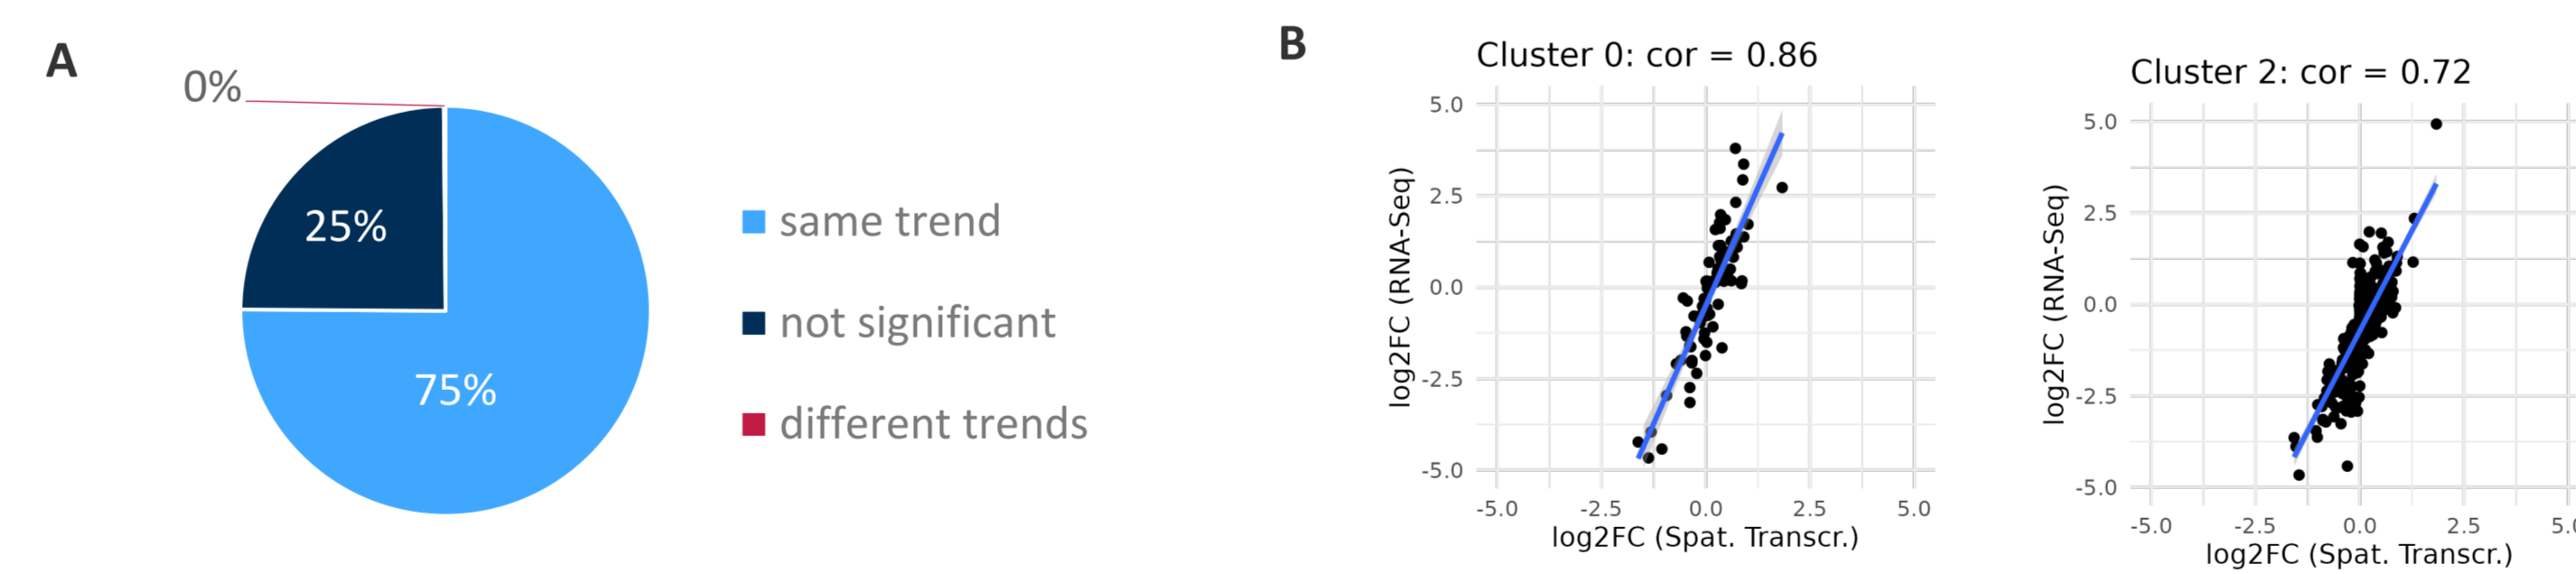 A
0%
25%
75%
same trend
not significant
different trends
B
Cluster 0: cor = 0.86
log2FC (RNA-Seq)
5.0
2.5
0.0
-2.5
-5.0
-5.0 -2.5 0.0 2.5 5.0
log2FC (Spat. Transcr.)
Cluster 2: cor = 0.72
log2FC (RNA-Seq)
5.0
2.5
0.0
-2.5
-5.0
-5.0 -2.5 0.0 2.5
log2FC (Spat. Transcr.)